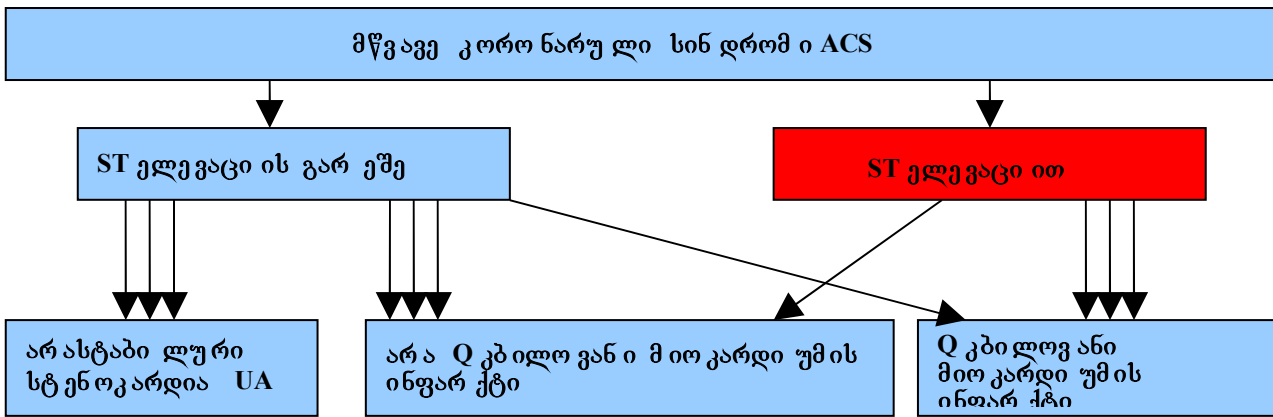 მწვავე კორონარული სინდრომი ACS
ST ელევაციის გარეშე
ST ელევაციით
არასტაბილური
სტენოკარდია UA
არა Q კბილოვანი მიოკარდიუმის
ინფარქტი
Q კბილოვანი
მიოკარდიუმის
ინფარქტი